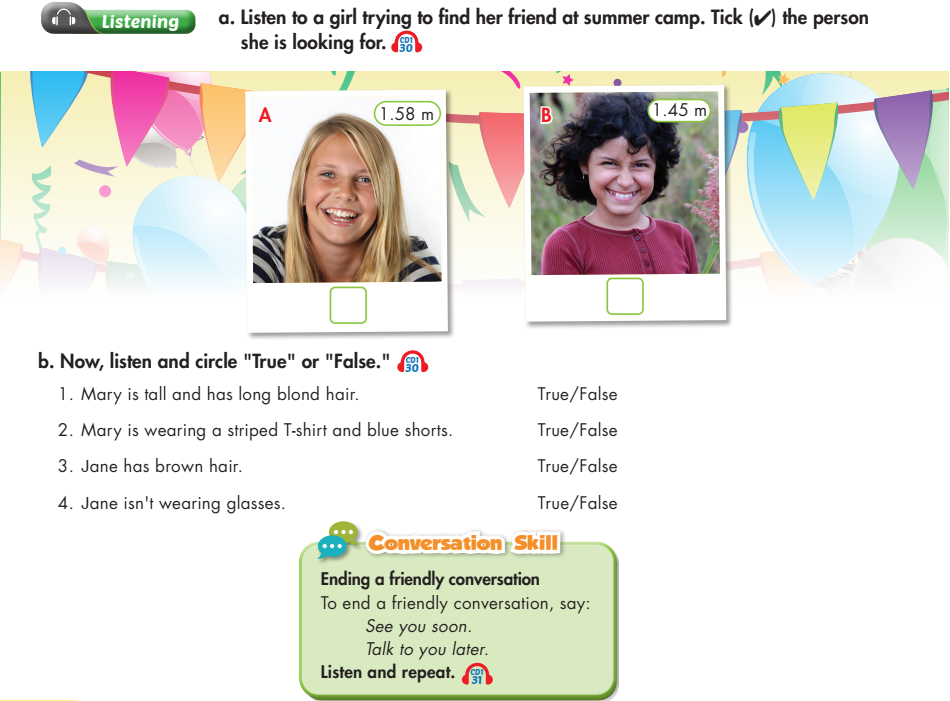 Listening
a. Listen to a girl trying to find her friend at summer camp. Tick (✔) the person
she is looking for. CD1 30
A 1.58 m
B 1.45 m
b. Now, listen and circle "True" or "False." CD1 30
1. Mary is tall and has long blond hair. True/False
2. Mary is wearing a striped T-shirt and blue shorts. True/False
3. Jane has brown hair. True/False
4. Jane isn't wearing glasses. True/False
Conversation Skill
Ending a friendly conversation
To end a friendly conversation, say:
See you soon.
Talk to you later.
Listen and repeat. CD1 31